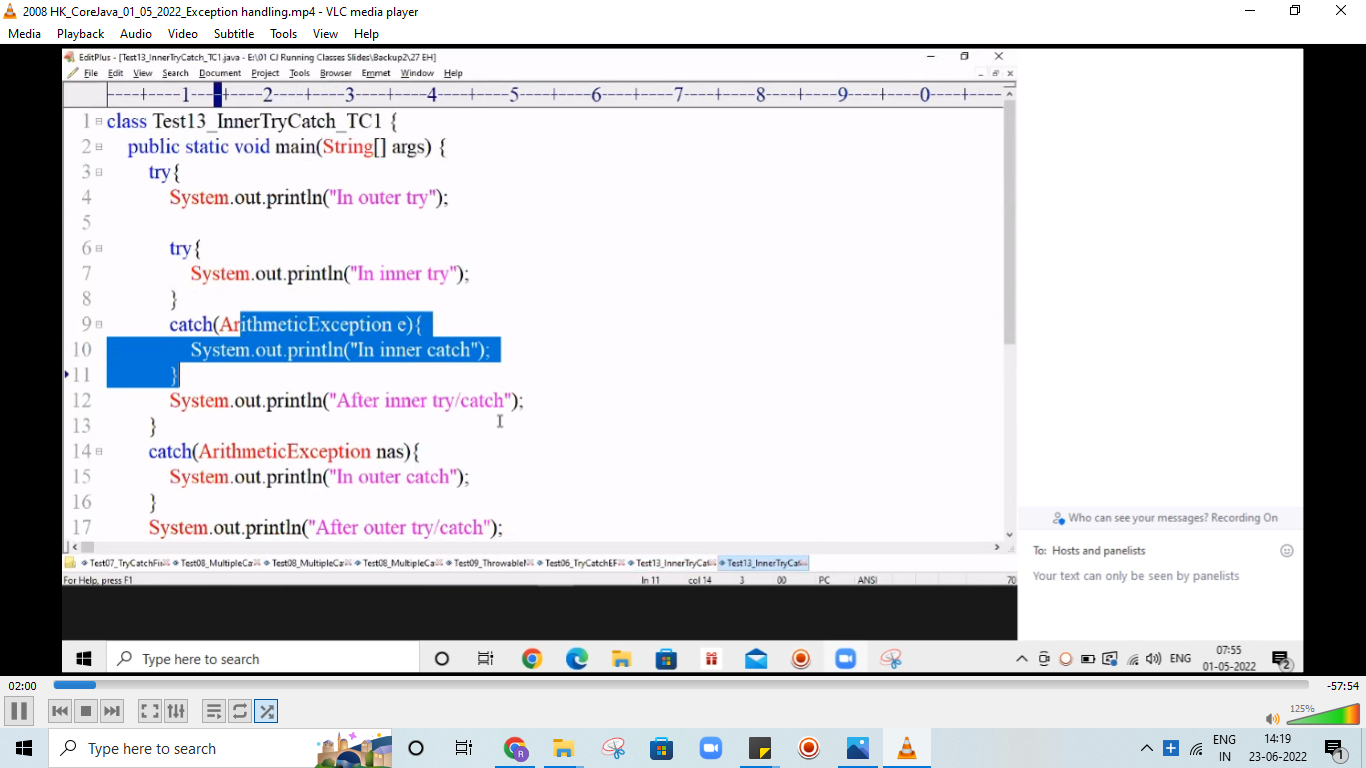 2008 HK_CoreJava_01_05_2022_Exception handling.mp4 - VLC media player
Media Playback Audio Video Subtitle Tools View Help
EditPlus - [Test13_InnerTryCatch_TC1.java - E:\01 CJ Running Classes Slides\Backup2\27 EH]
File Edit View Search Document Project Tools Browser Emmet Window Help
----+----1----+----2----+----3----+----4----+----5----+----6----+----7----+----8----+----9----+----0----+----
1 class Test13_InnerTryCatch_TC1 {
2 public static void main(String[] args) {
3 try{
4 System.out.println("In outer try");
5
6 try{
7 System.out.println("In inner try");
8 }
9 catch(ArithmeticException e){
10 System.out.println("In inner catch");
11 }
12 System.out.println("After inner try/catch");
13 }
14 catch(ArithmeticException nas){
15 System.out.println("In outer catch");
16 }
17 System.out.println("After outer try/catch");
Who can see your messages? Recording On
To: Hosts and panelists
Your text can only be seen by panelists
Test07_TryCatchFi Test08_MultipleCa Test08_MultipleCa Test08_MultipleCa Test09_Throwable Test06_TryCatchEF Test13_InnerTryCat Test13_InnerTryCat
For Help, press F1 ln 11 col 14 3 00 PC ANSI 70
Type here to search ENG 07:55
01-05-2022 2
02:00 -57:54
125%
Type here to search ENG 14:19
IN 23-06-2022 1